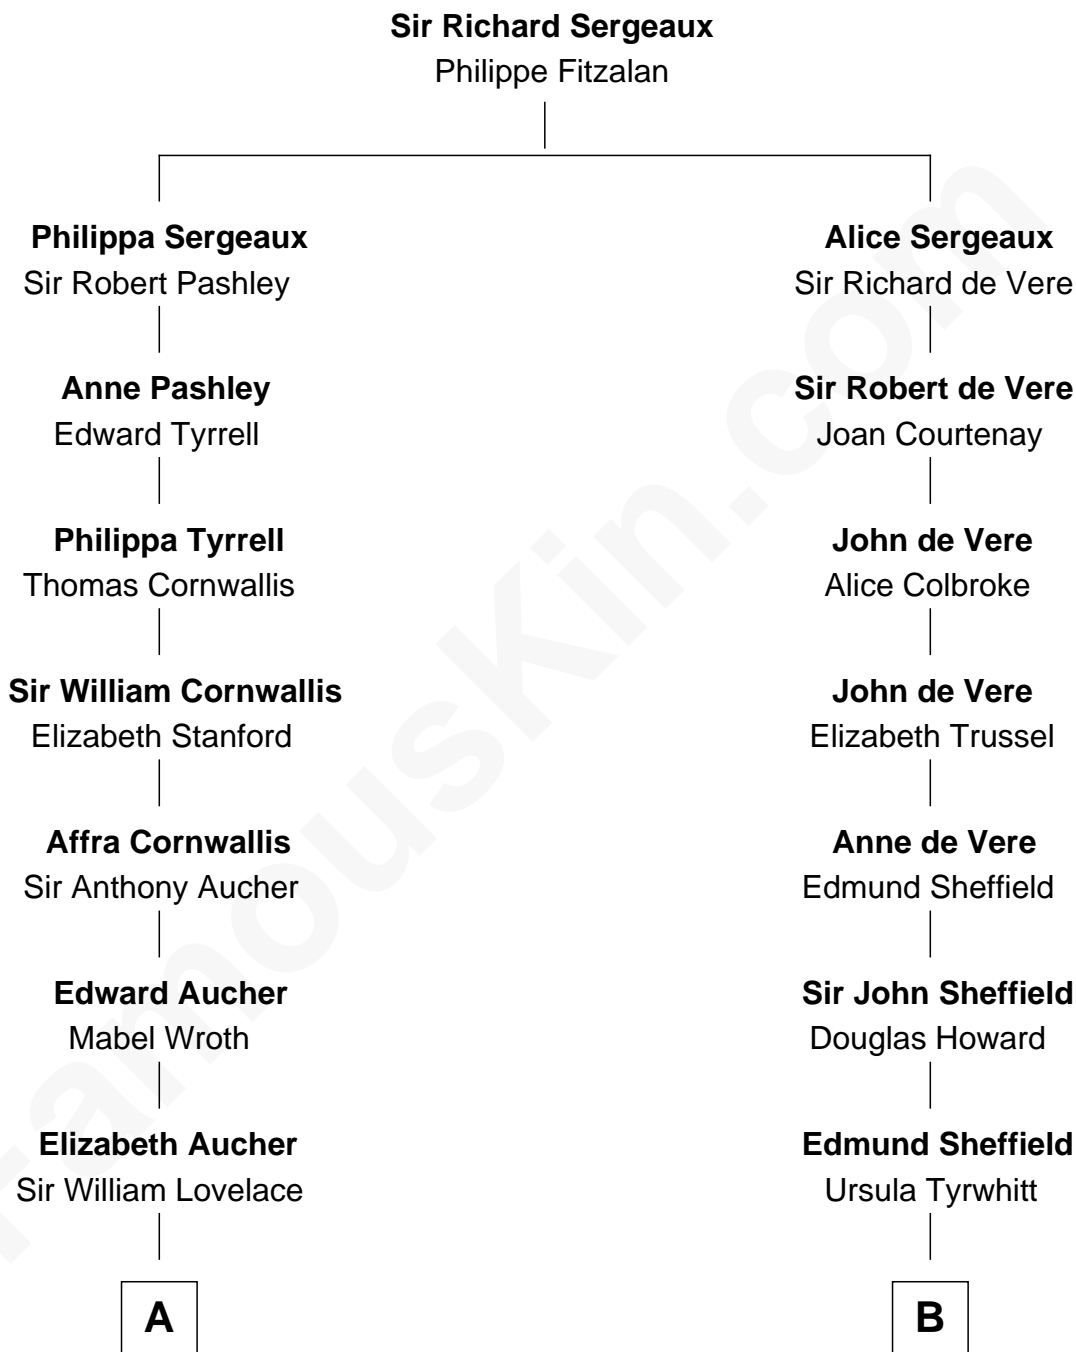 Sir Richard Sergeaux
Philippe Fitzalan
Philippa Sergeaux
Sir Robert Pashley
Alice Sergeaux
Sir Richard de Vere
Anne Pashley
Edward Tyrrell
Sir Robert de Vere
Joan Courtenay
Philippa Tyrrell
Thomas Cornwallis
John de Vere
Alice Colbroke
Sir William Cornwallis
Elizabeth Stanford
John de Vere
Elizabeth Trussel
Affra Cornwallis
Sir Anthony Aucher
Anne de Vere
Edmund Sheffield
Edward Aucher
Mabel Wroth
Sir John Sheffield
Douglas Howard
Elizabeth Aucher
Sir William Lovelace
Edmund Sheffield
Ursula Tyrwhitt
A
B
FamousKin.com